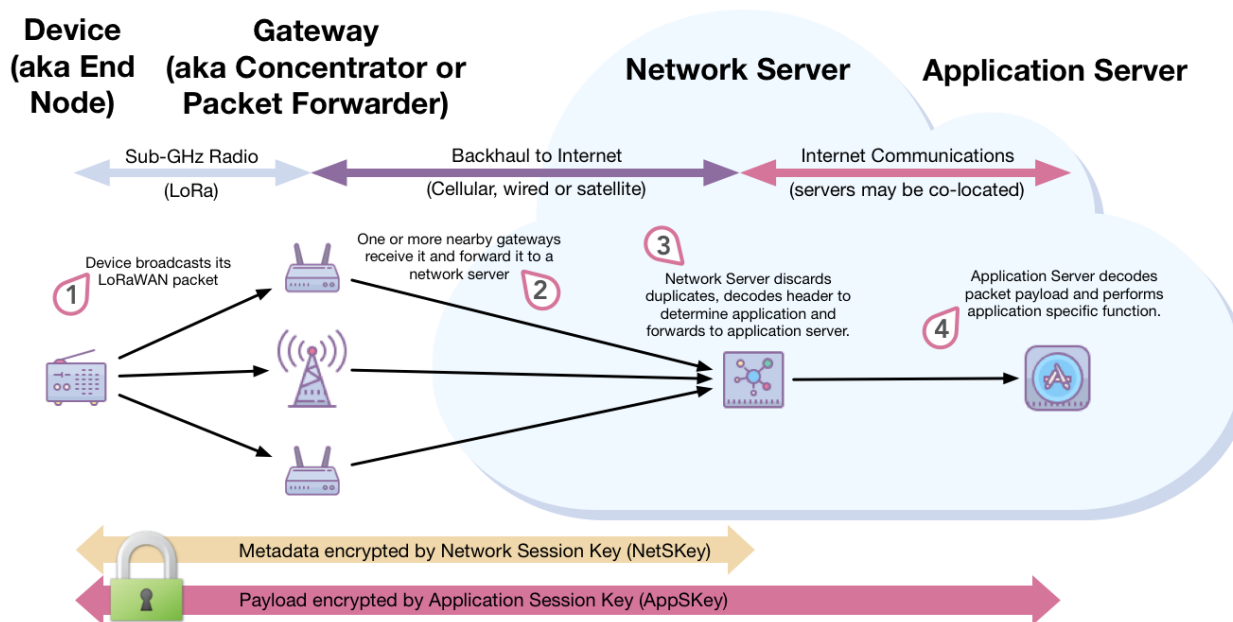 Device
(aka End
Node)
Gateway
(aka Concentrator or
Packet Forwarder)
Network Server
Application Server
Sub-GHz Radio
(LoRa)
Backhaul to Internet
(Cellular, wired or satellite)
Internet Communications
(servers may be co-located)
1
Device broadcasts its
LoRaWAN packet
One or more nearby gateways
receive it and forward it to a
network server
2
3
Network Server discards
duplicates, decodes header to
determine application and
forwards to application server.
4
Application Server decodes
packet payload and performs
application specific function.
Metadata encrypted by Network Session Key (NetSKey)
Payload encrypted by Application Session Key (AppSKey)